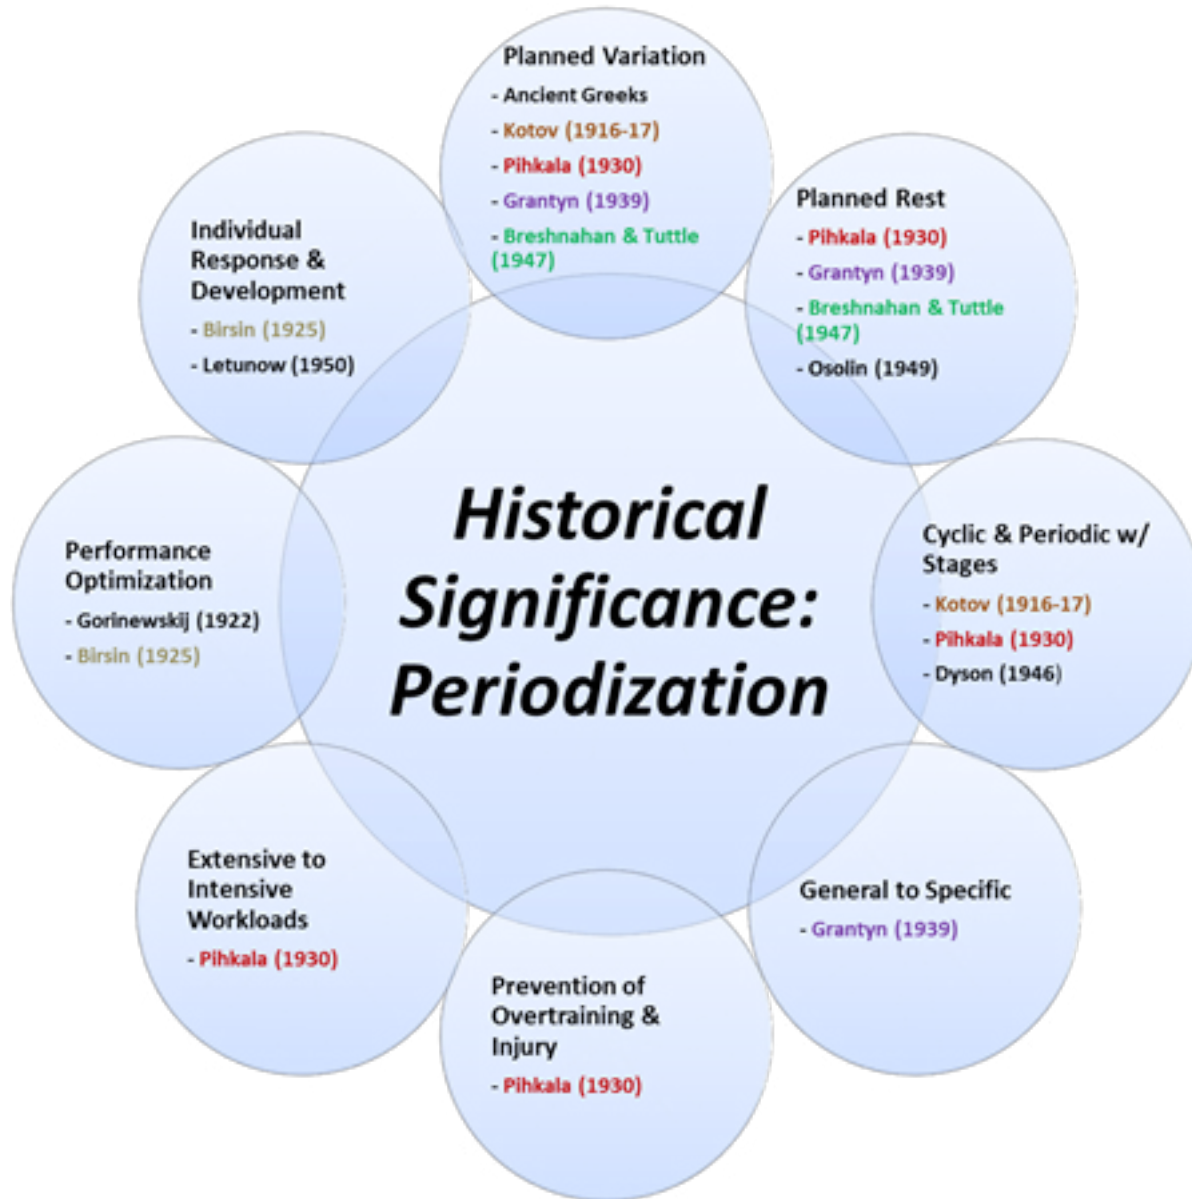 Planned Variation
- Ancient Greeks
- Kotov (1916-17)
- Pihkala (1930)
- Grantyn (1939)
- Breshnahan & Tuttle
(1947)
Planned Rest
- Pihkala (1930)
- Grantyn (1939)
- Breshnahan & Tuttle
(1947)
- Osolin (1949)
Cyclic & Periodic w/
Stages
- Kotov (1916-17)
- Pihkala (1930)
- Dyson (1946)
General to Specific
- Grantyn (1939)
Prevention of
Overtraining &
Injury
- Pihkala (1930)
Extensive to
Intensive
Workloads
- Pihkala (1930)
Performance
Optimization
- Gorinewskij (1922)
- Birsin (1925)
Individual
Response &
Development
- Birsin (1925)
- Letunow (1950)
Historical
Significance:
Periodization